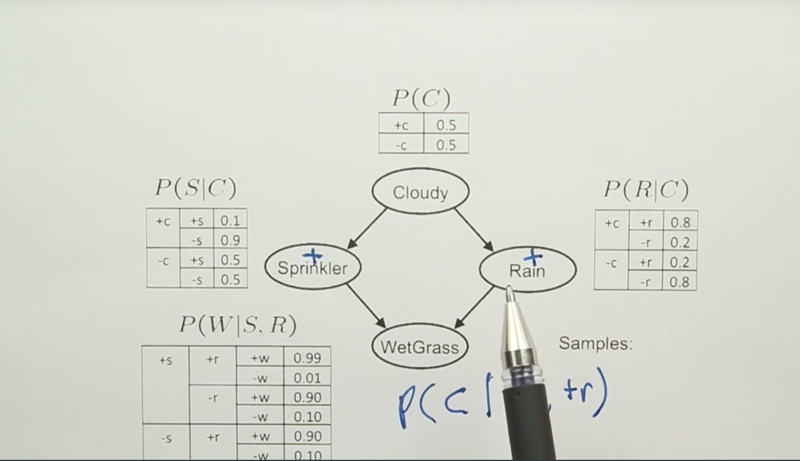 P(C)
+c 0.5
-c 0.5
Cloudy
P(S|C)
+c +s 0.1
-s 0.9
-c +s 0.5
-s 0.5
P(R|C)
+c +r 0.8
-r 0.2
-c +r 0.2
-r 0.8
+
Sprinkler
+
Rain
P(W|S.R)
+s +r +w 0.99
-w 0.01
-r +w 0.90
-w 0.10
-s +r +w 0.90
-w 0.10
WetGrass
Samples:
P(C| , +r)